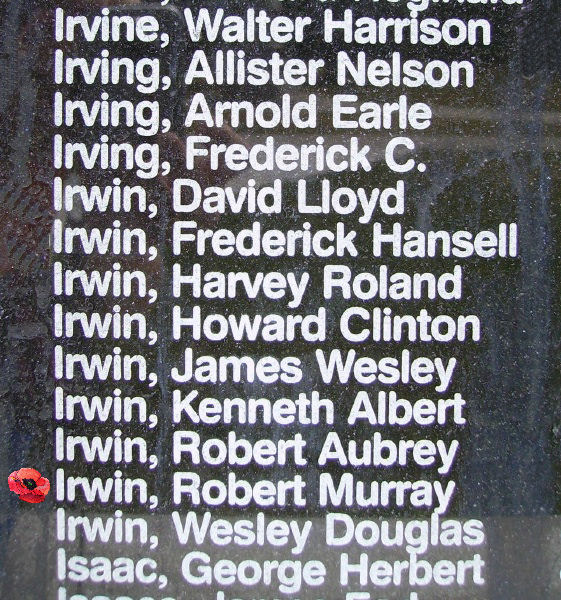 Reginald
Irvine, Walter Harrison
Irving, Allister Nelson
Irving, Arnold Earle
Irving, Frederick C.
Irwin, David Lloyd
Irwin, Frederick Hansell
Irwin, Harvey Roland
Irwin, Howard Clinton
Irwin, James Wesley
Irwin, Kenneth Albert
Irwin, Robert Aubrey
Irwin, Robert Murray
Irwin, Wesley Douglas
Isaac, George Herbert